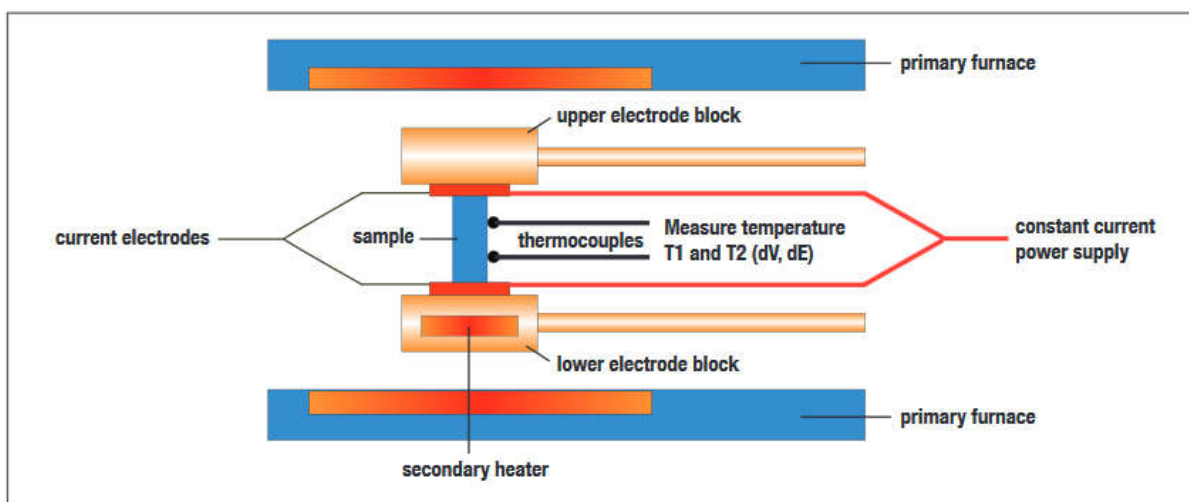 primary furnace
upper electrode block
current electrodes
sample
thermocouples
Measure temperature
T1 and T2 (dV, dE)
constant current
power supply
lower electrode block
primary furnace
secondary heater